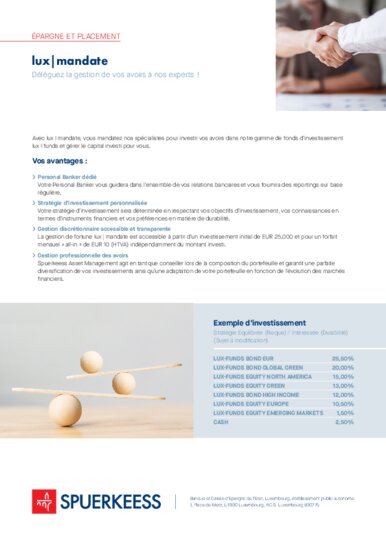 ÉPARGNE ET PLACEMENT
lux|mandate
Déléguez la gestion de vos avoirs à nos experts !
Avec lux | mandate, vous mandatez nos spécialistes pour investir vos avoirs dans notre gamme de fonds d'investissement
lux | funds et gérer le capital investi pour vous.
Vos avantages :
› Personal Banker dédié
Votre Personal Banker vous guidera dans l'ensemble de vos relations bancaires et vous fournira des reportings sur base
régulière.
› Stratégie d'investissement personnalisée
Votre stratégie d'investissement sera déterminée en respectant vos objectifs d'investissement, vos connaissances en
termes d'instruments financiers et vos préférences en matière de durabilité.
› Gestion discrétionnaire accessible et transparente
La gestion de fortune lux | mandate est accessible à partir d'un investissement initial de EUR 25.000 et pour un forfait
mensuel « all-in » de EUR 10 (HTVA) indépendamment du montant investi.
› Gestion professionnelle des avoirs
Spuerkeess Asset Management agit en tant que conseiller lors de la composition du portefeuille et garantit une parfaite
diversification de vos investissements ainsi qu'une adaptation de votre portefeuille en fonction de l'évolution des marchés
financiers.
Exemple d'investissement
Stratégie Equilibrée (Risque) / Intéressée (Durabilité)
(Sujet à modification)
LUX-FUNDS BOND EUR 25,50%
LUX-FUNDS BOND GLOBAL GREEN 20,00%
LUX-FUNDS EQUITY NORTH AMERICA 15,00%
LUX-FUNDS EQUITY GREEN 13,00%
LUX-FUNDS BOND HIGH INCOME 12,00%
LUX-FUNDS EQUITY EUROPE 10,50%
LUX-FUNDS EQUITY EMERGING MARKETS 1,50%
CASH 2,50%
SPUERKEESS
Banque et Caisse d'Epargne de l'Etat, Luxembourg, établissement public autonome
1, Place de Metz, L-1930 Luxembourg, R.C.S. Luxembourg B30775